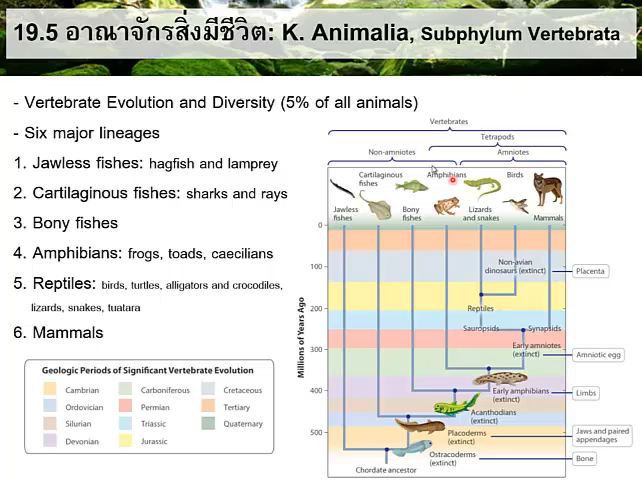 19.5 อาณาจักรสิ่งมีชีวิต: K. Animalia, Subphylum Vertebrata
- Vertebrate Evolution and Diversity (5% of all animals)
- Six major lineages
1. Jawless fishes: hagfish and lamprey
2. Cartilaginous fishes: sharks and rays
3. Bony fishes
4. Amphibians: frogs, toads, caecilians
5. Reptiles: birds, turtles, alligators and crocodiles,
lizards, snakes, tuatara
6. Mammals
Geologic Periods of Significant Vertebrate Evolution
Cambrian
Ordovician
Silurian
Devonian
Carboniferous
Permian
Triassic
Jurassic
Cretaceous
Tertiary
Quaternary
Vertebrates
Tetrapods
Non-amniotes
Amniotes
Cartilaginous
fishes
Amphibians
Birds
Jawless
fishes
Bony
fishes
Lizards
and snakes
Mammals
Millions of Years Ago
0
100
200
300
400
500
Non-avian
dinosaurs (extinct)
Placenta
Reptiles
Sauropsids
Synapsids
Early amniotes
(extinct)
Amniotic egg
Early amphibians
(extinct)
Limbs
Acanthodians
(extinct)
Placoderms
(extinct)
Jaws and paired
appendages
Ostracoderms
(extinct)
Bone
Chordate ancestor